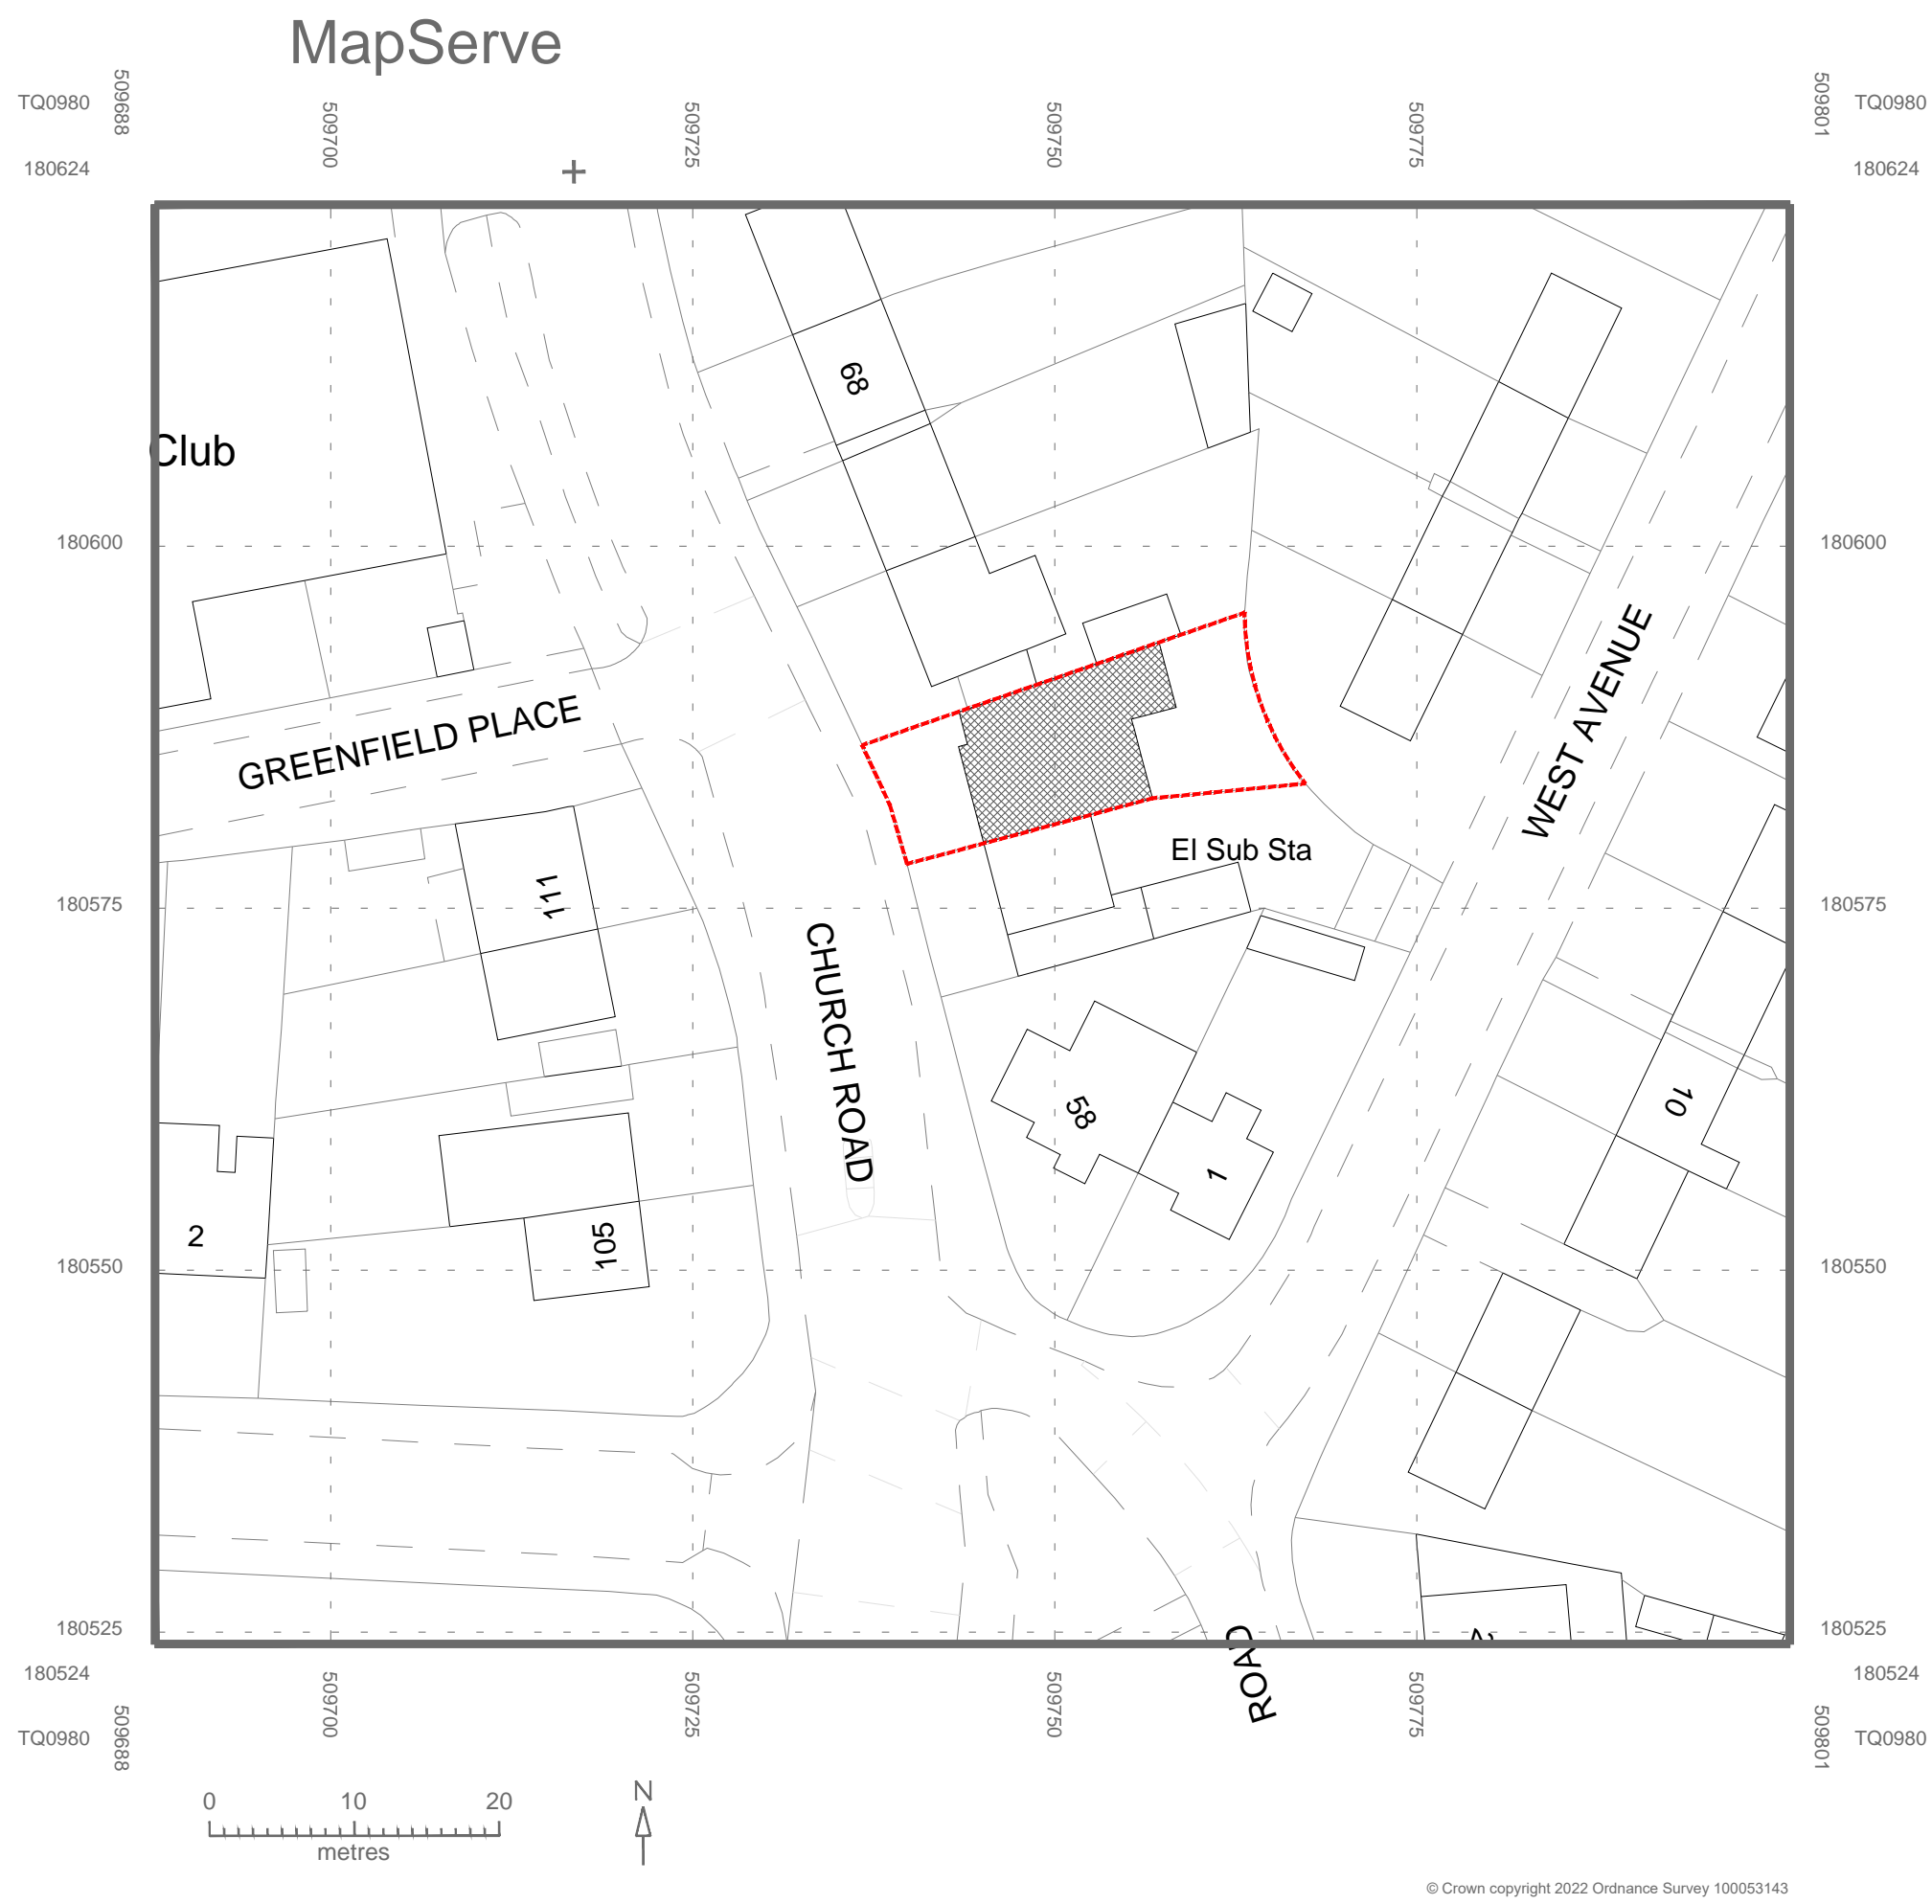 MapServe
TQ0980
509688
509700
509725
509750
509775
509801
TQ0980
180624
180624
68
Club
180600
180600
GREENFIELD PLACE
WEST AVENUE
El Sub Sta
111
180575
180575
CHURCH ROAD
58
10
1
2
105
180550
180550
180525
180525
ROAD
180524
180524
509688
509700
509725
509750
509775
509801
TQ0980
TQ0980
N
0 10 20
metres
© Crown copyright 2022 Ordnance Survey 100053143